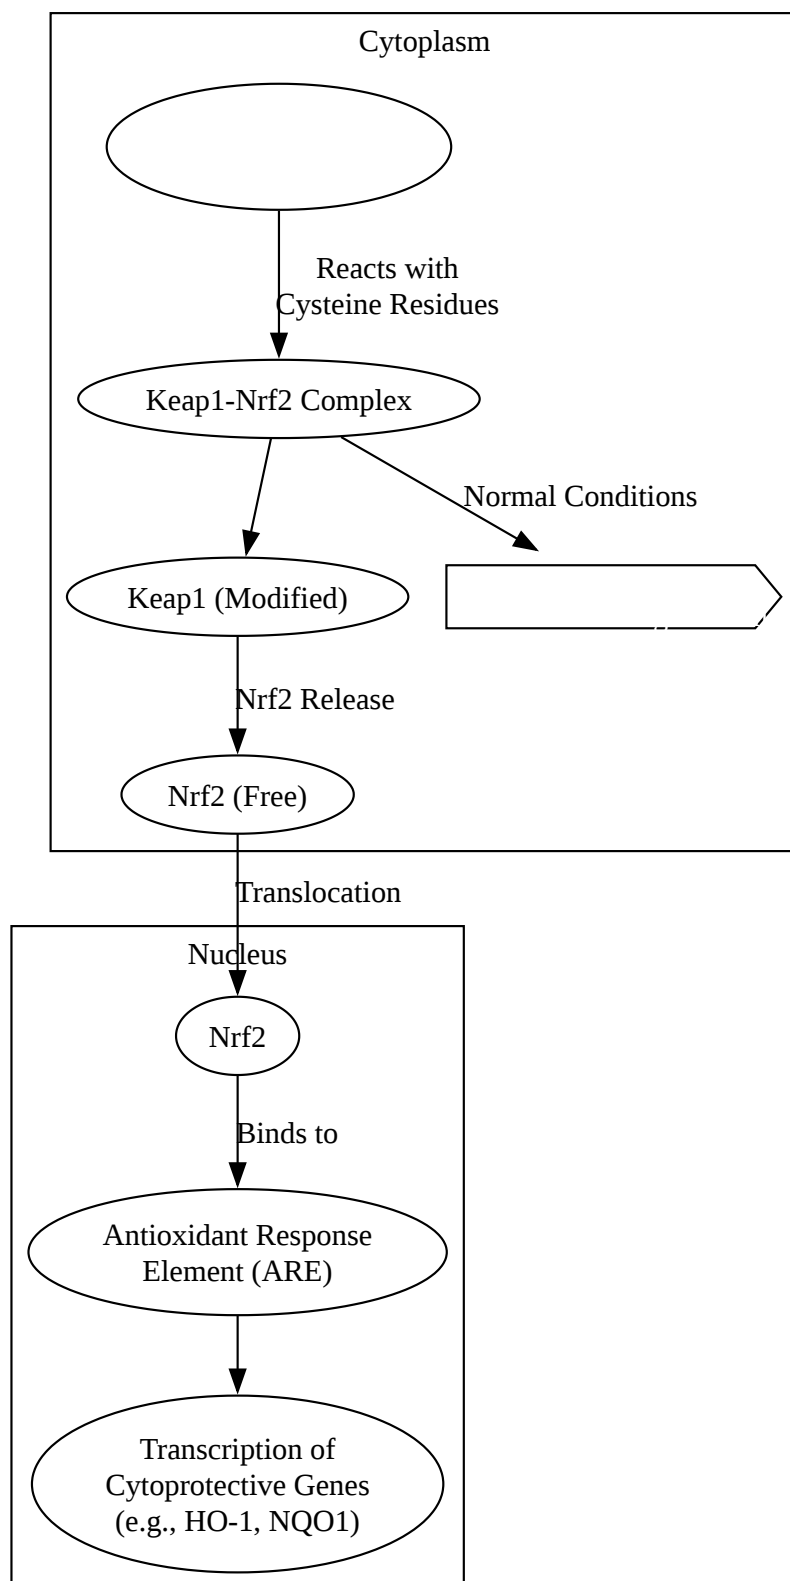 Cytoplasm
Reacts with
Cysteine Residues
Keap1-Nrf2 Complex
Normal Conditions
Keap1 (Modified)
Nrf2 Release
Nrf2 (Free)
Translocation
Nucleus
Nrf2
Binds to
Antioxidant Response
Element (ARE)
Transcription of
Cytoprotective Genes
(e.g., HO-1, NQO1)